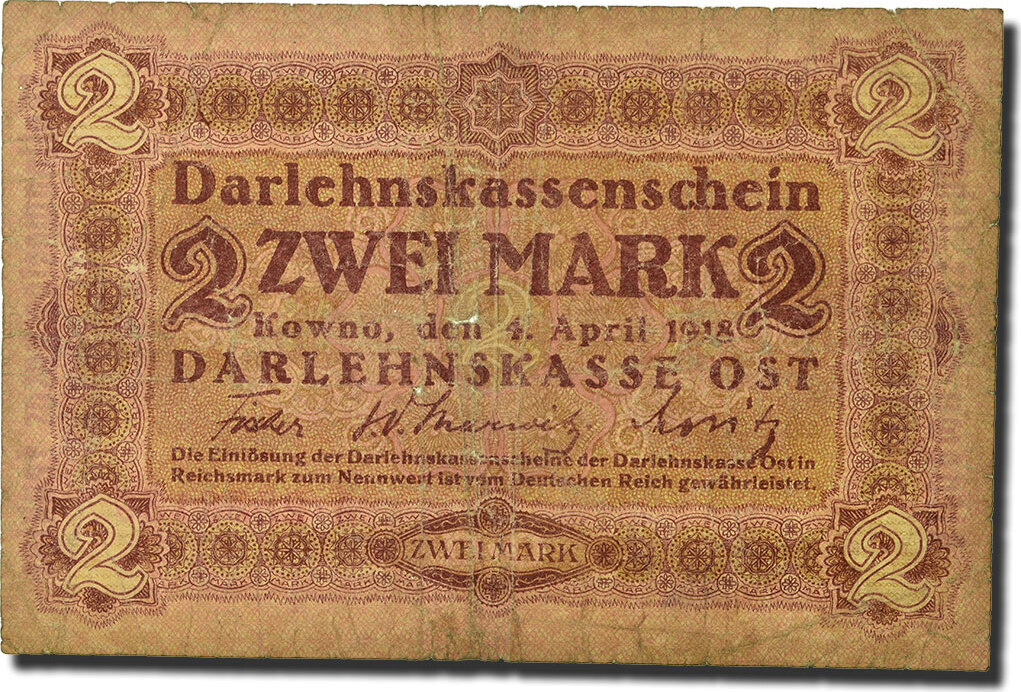 2 2
Darlehnskassenschein
2 ZWEI MARK 2
Kowno, den 4. April 1918
DARLEHNSKASSE OST
Die Einlösung der Darlehnskassenscheine der Darlehnskasse Ost in
Reichsmark zum Nennwert ist vom Deutschen Reich gewährleistet.
2 ZWEI MARK 2